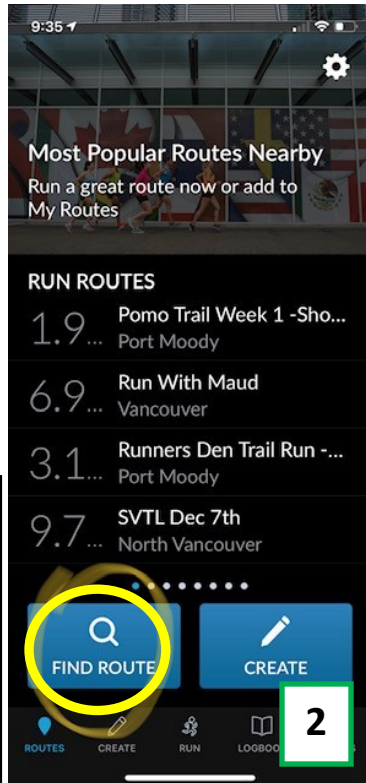 9:35
Most Popular Routes Nearby
Run a great route now or add to
My Routes
RUN ROUTES
1.9... Pomo Trail Week 1 -Sho...
Port Moody
6.9... Run With Maud
Vancouver
3.1... Runners Den Trail Run -...
Port Moody
9.7... SVTL Dec 7th
North Vancouver
FIND ROUTE CREATE
2
ROUTES CREATE RUN LOGBOO S